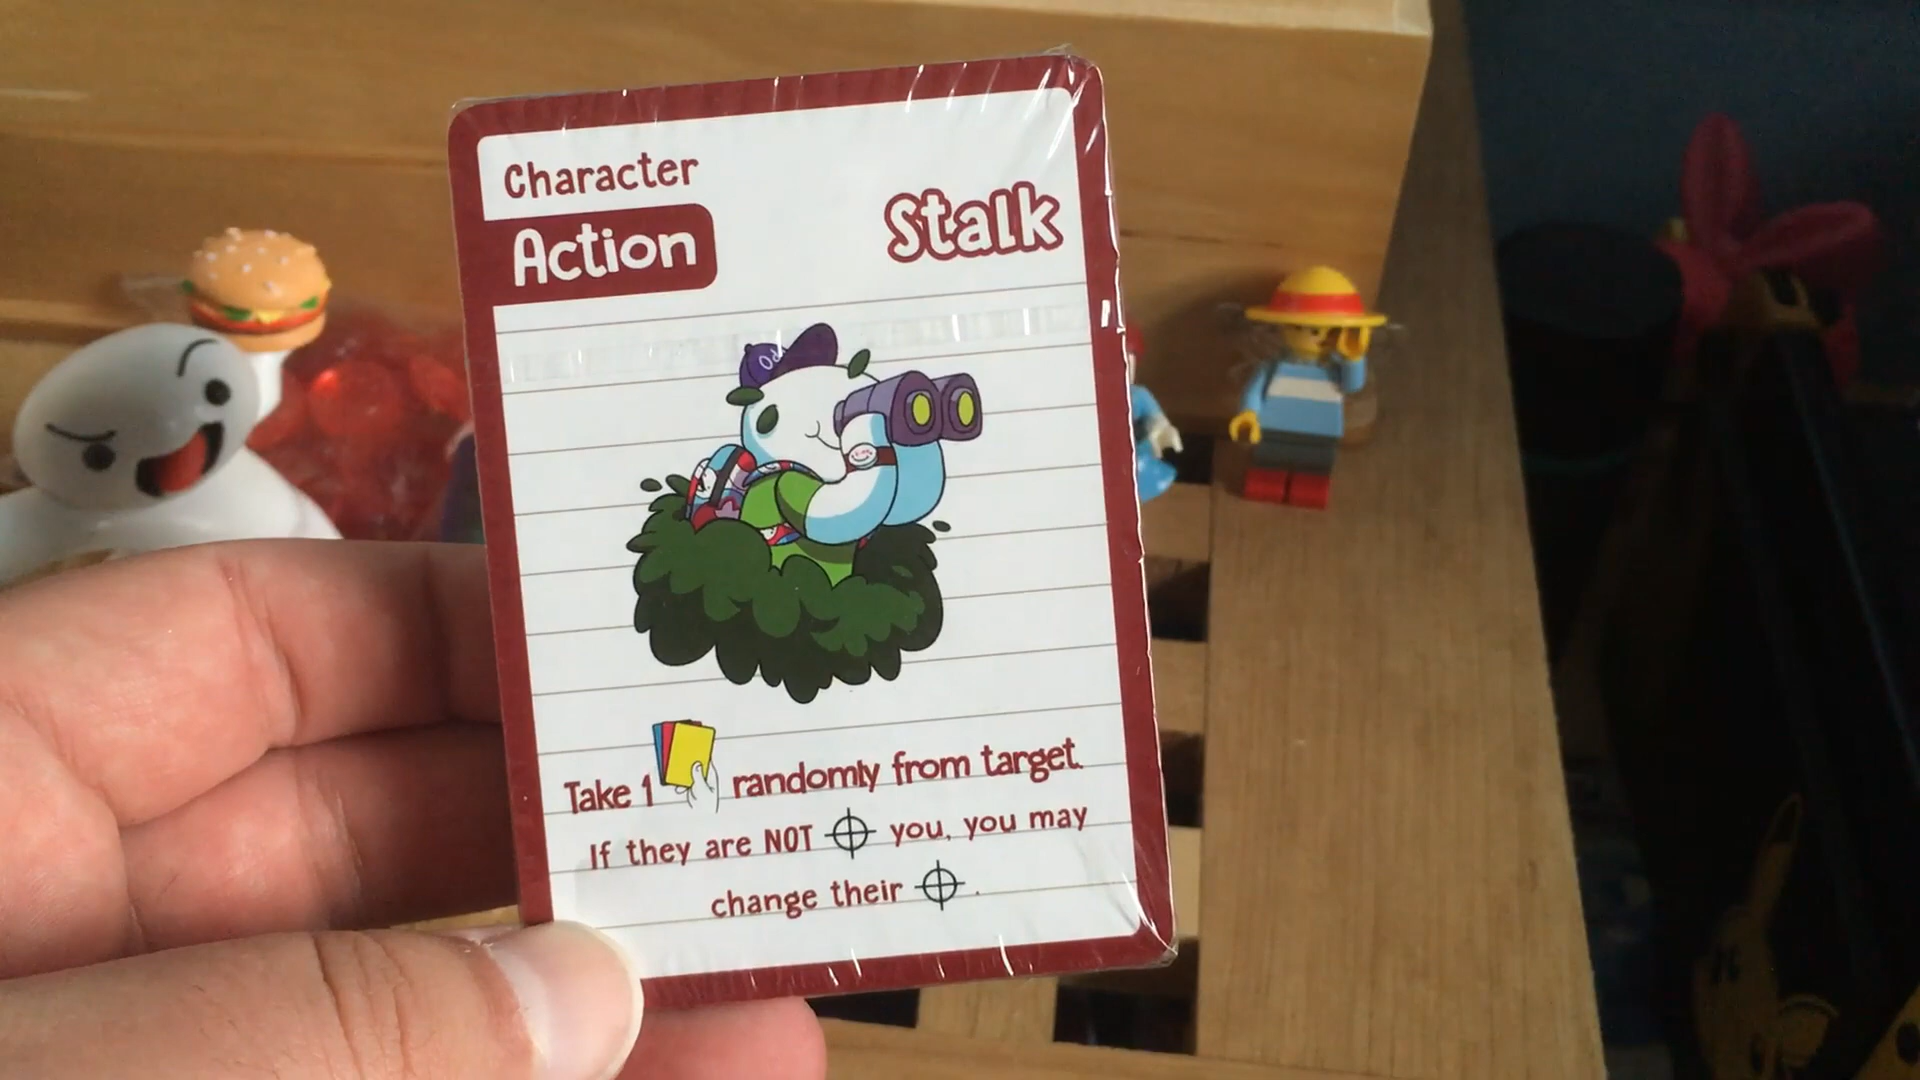 Character
Action
Stalk
Take 1 randomly from target.
If they are NOT you, you may
change their .